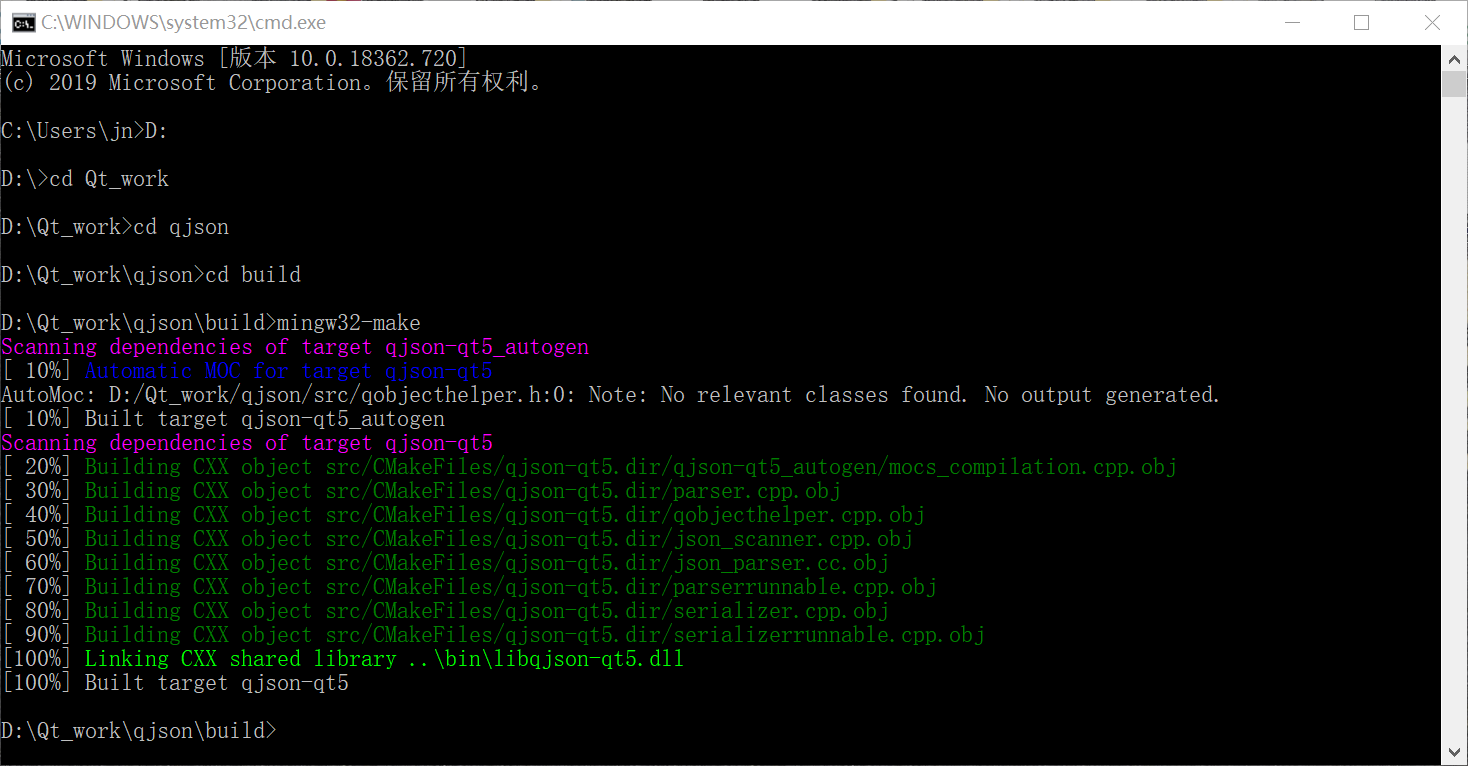 C:\WINDOWS\system32\cmd.exe
Microsoft Windows [版本 10.0.18362.720]
(c) 2019 Microsoft Corporation。保留所有权利。
C:\Users\jn>D:
D:\>cd Qt_work
D:\Qt_work>cd qjson
D:\Qt_work\qjson>cd build
D:\Qt_work\qjson\build>mingw32-make
Scanning dependencies of target qjson-qt5_autogen
[ 10%] Automatic MOC for target qjson-qt5
AutoMoc: D:/Qt_work/qjson/src/qobjecthelper.h:0: Note: No relevant classes found. No output generated.
[ 10%] Built target qjson-qt5_autogen
Scanning dependencies of target qjson-qt5
[ 20%] Building CXX object src/CMakeFiles/qjson-qt5.dir/qjson-qt5_autogen/mocs_compilation.cpp.obj
[ 30%] Building CXX object src/CMakeFiles/qjson-qt5.dir/parser.cpp.obj
[ 40%] Building CXX object src/CMakeFiles/qjson-qt5.dir/qobjecthelper.cpp.obj
[ 50%] Building CXX object src/CMakeFiles/qjson-qt5.dir/json_scanner.cpp.obj
[ 60%] Building CXX object src/CMakeFiles/qjson-qt5.dir/json_parser.cc.obj
[ 70%] Building CXX object src/CMakeFiles/qjson-qt5.dir/parserrunnable.cpp.obj
[ 80%] Building CXX object src/CMakeFiles/qjson-qt5.dir/serializer.cpp.obj
[ 90%] Building CXX object src/CMakeFiles/qjson-qt5.dir/serializerrunnable.cpp.obj
[100%] Linking CXX shared library ..\bin\libqjson-qt5.dll
[100%] Built target qjson-qt5
D:\Qt_work\qjson\build>